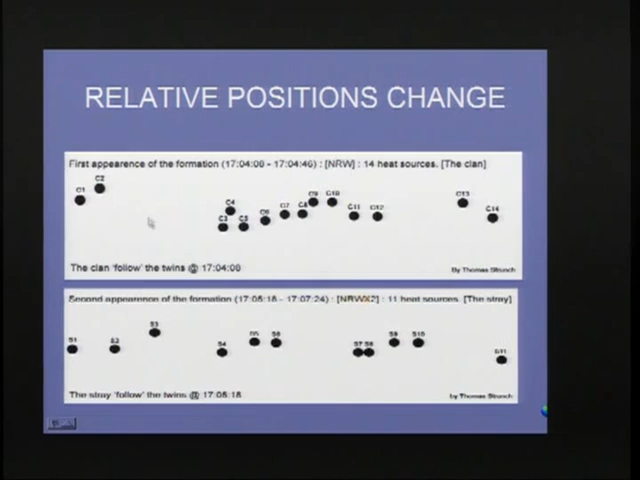 RELATIVE POSITIONS CHANGE
First appearence of the formation (17:04:08 - 17:04:46) : [NRW] : 14 heat sources. [The clan]
C1 C2 C4 C3 C5 C6 C7 C8 C9 C10 C11 C12 C13 C14
The clan 'follow' the twins @ 17:04:08
By Thomas Strunch
Second appearence of the formation (17:05:18 - 17:07:24) : [NRWX2] : 11 heat sources. [The stray]
S1 S2 S3 S4 S5 S6 S7 S8 S9 S10 S11
The stray 'follow' the twins @ 17:05:18
by Thomas Strunch